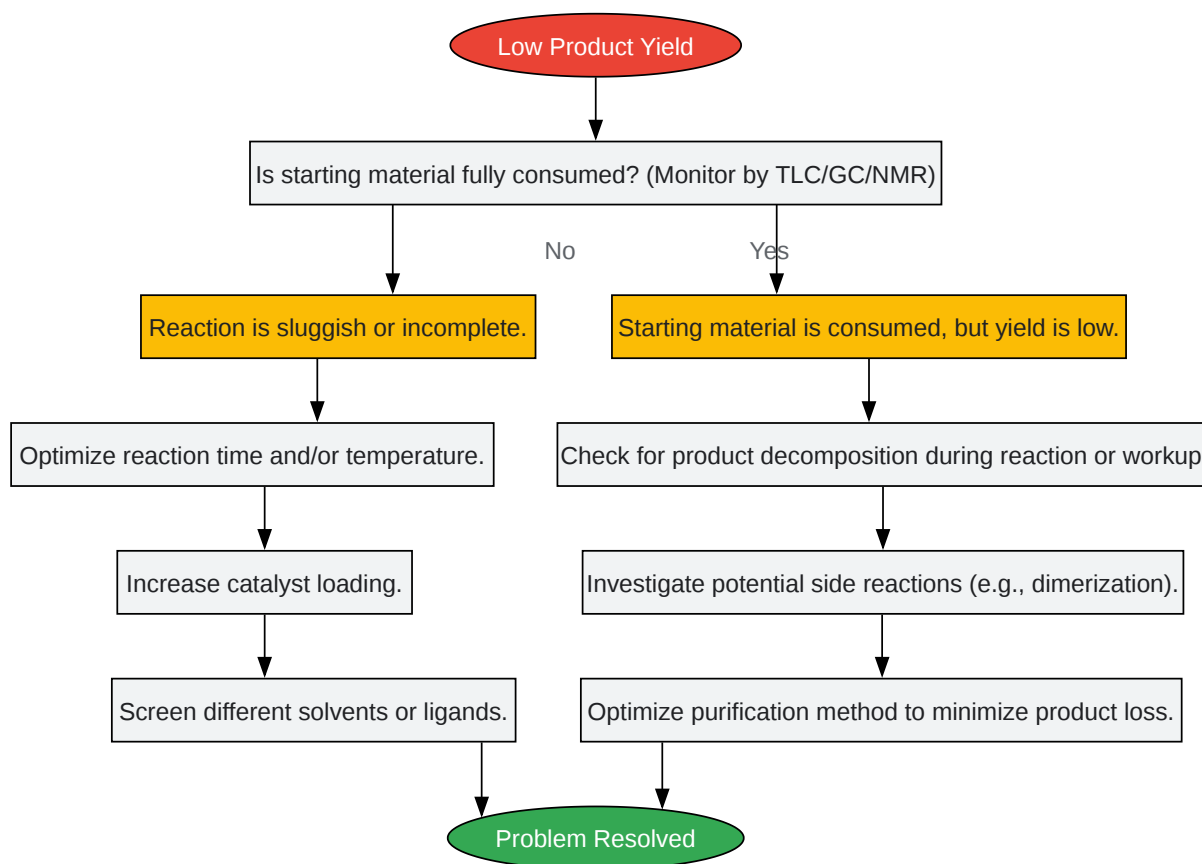 Low Product Yield
Is starting material fully consumed? (Monitor by TLC/GC/NMR)
No
Yes
Reaction is sluggish or incomplete.
Starting material is consumed, but yield is low.
Optimize reaction time and/or temperature.
Check for product decomposition during reaction or workup
Increase catalyst loading.
Investigate potential side reactions (e.g., dimerization).
Screen different solvents or ligands.
Optimize purification method to minimize product loss.
Problem Resolved